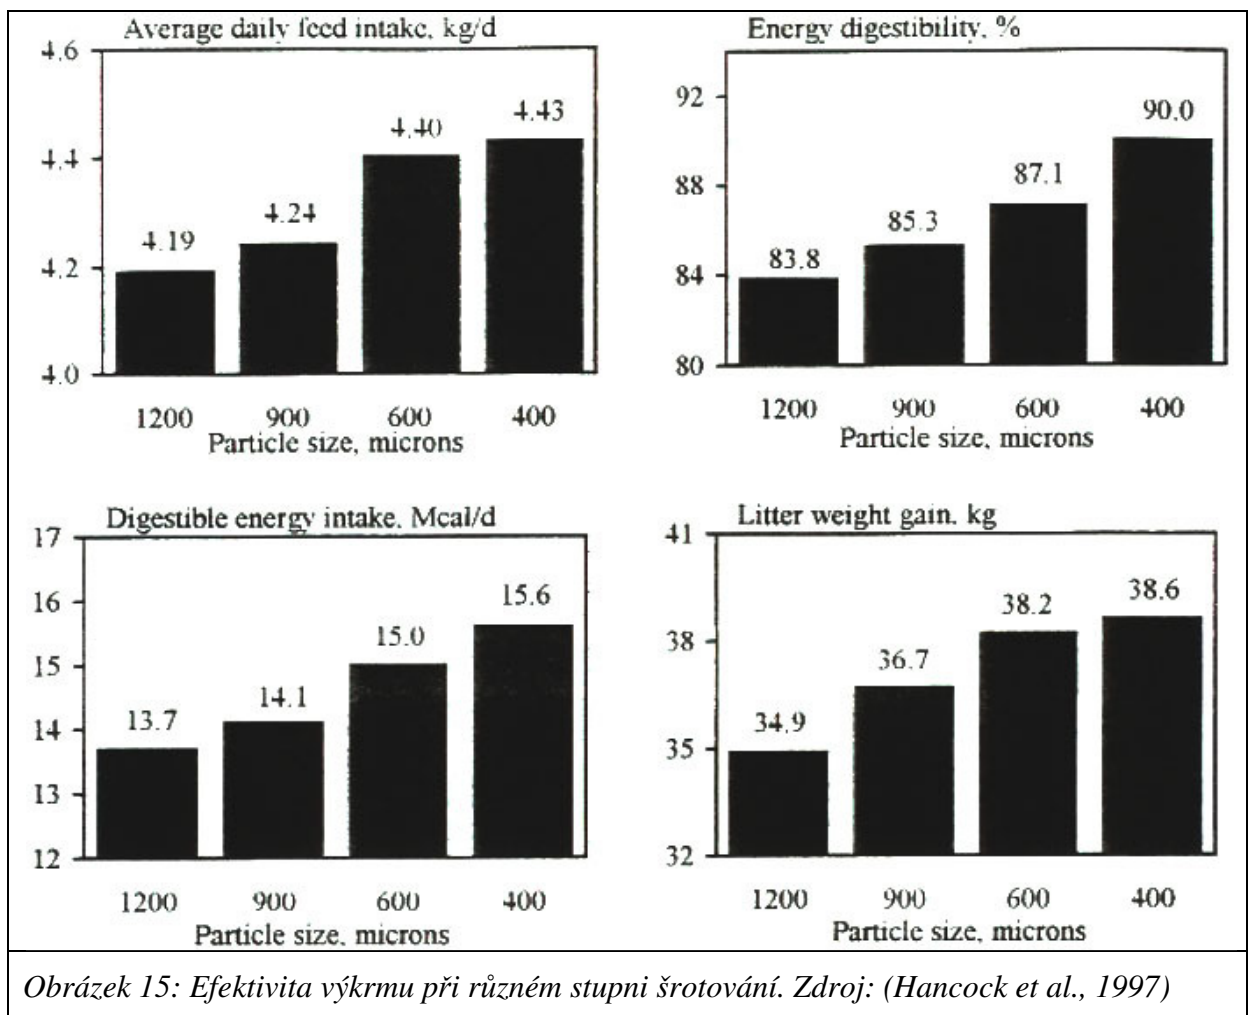 Average daily feed intake, kg/d
4.6
4.4
4.2
4.0
4.19
4.24
4.40
4.43
1200 900 600 400
Particle size, microns
Energy digestibility, %
92
88
84
80
83.8
85.3
87.1
90.0
1200 900 600 400
Particle size, microns
Digestible energy intake, Mcal/d
17
16
15
14
13
12
13.7
14.1
15.0
15.6
1200 900 600 400
Particle size, microns
Litter weight gain, kg
41
38
35
32
34.9
36.7
38.2
38.6
1200 900 600 400
Particle size, microns
Obrázek 15: Efektivita výkrmu při různém stupni šrotování. Zdroj: (Hancock et al., 1997)